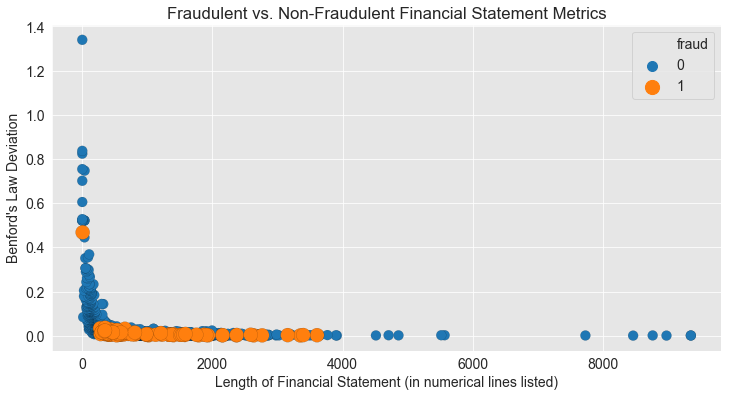 Fraudulent vs. Non-Fraudulent Financial Statement Metrics
fraud
0
1
1.4
1.2
1.0
0.8
0.6
0.4
0.2
0.0
Benford's Law Deviation
0 2000 4000 6000 8000
Length of Financial Statement (in numerical lines listed)